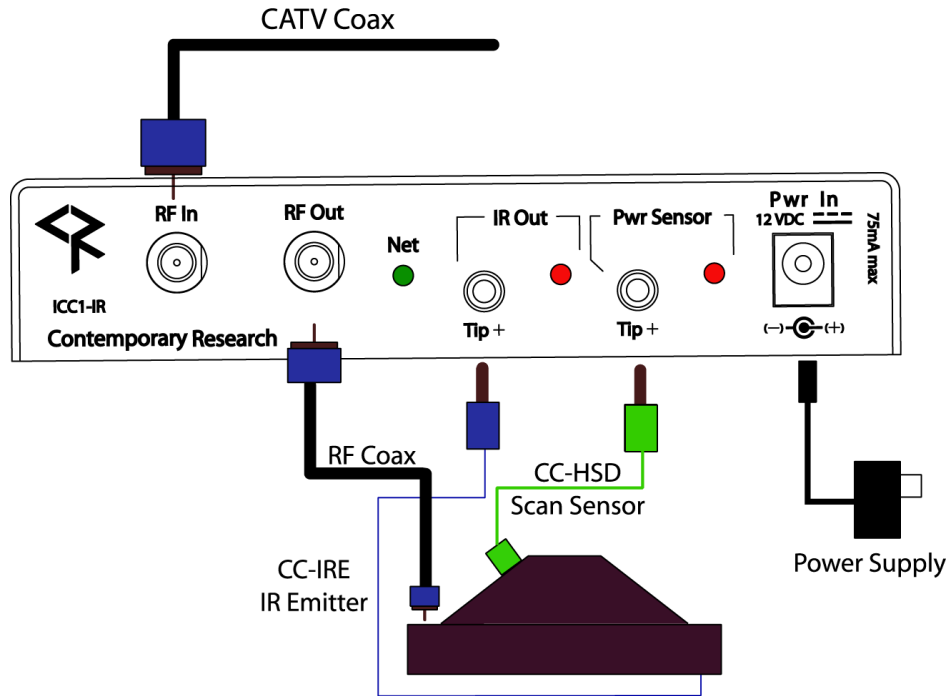 CATV Coax
RF In
RF Out
Net
IR Out
Pwr Sensor
Pwr In
12 VDC
75mA max
ICC1-IR
Contemporary Research
Tip +
Tip +
(—) (+)
RF Coax
CC-HSD
Scan Sensor
CC-IRE
IR Emitter
Power Supply